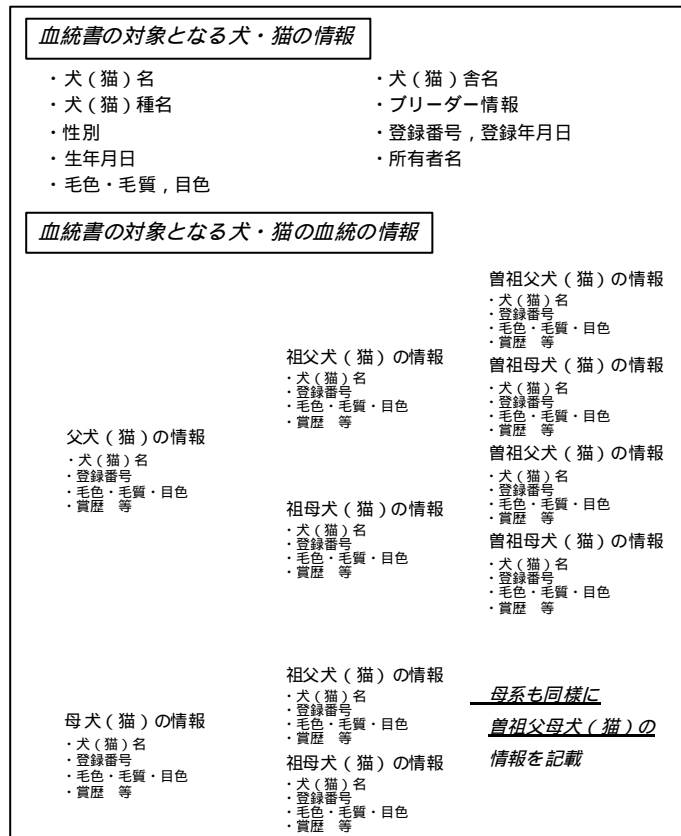 血統書の対象となる犬・猫の情報
・犬（猫）名
・犬（猫）種名
・性別
・生年月日
・毛色・毛質，目色
・犬（猫）舎名
・ブリーダー情報
・登録番号，登録年月日
・所有者名
血統書の対象となる犬・猫の血統の情報
父犬（猫）の情報
・犬（猫）名
・登録番号
・毛色・毛質・目色
・賞歴　等
祖父犬（猫）の情報
・犬（猫）名
・登録番号
・毛色・毛質・目色
・賞歴　等
祖母犬（猫）の情報
・犬（猫）名
・登録番号
・毛色・毛質・目色
・賞歴　等
曽祖父犬（猫）の情報
・犬（猫）名
・登録番号
・毛色・毛質・目色
・賞歴　等
曽祖母犬（猫）の情報
・犬（猫）名
・登録番号
・毛色・毛質・目色
・賞歴　等
曽祖父犬（猫）の情報
・犬（猫）名
・登録番号
・毛色・毛質・目色
・賞歴　等
曽祖母犬（猫）の情報
・犬（猫）名
・登録番号
・毛色・毛質・目色
・賞歴　等
母犬（猫）の情報
・犬（猫）名
・登録番号
・毛色・毛質・目色
・賞歴　等
祖父犬（猫）の情報
・犬（猫）名
・登録番号
・毛色・毛質・目色
・賞歴　等
祖母犬（猫）の情報
・犬（猫）名
・登録番号
・毛色・毛質・目色
・賞歴　等
母系も同様に
曽祖父母犬（猫）の
情報を記載